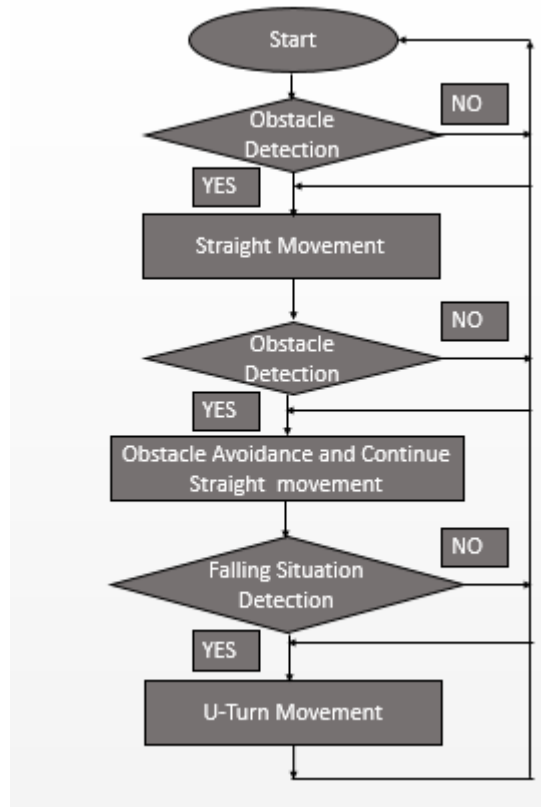 Start
NO
Obstacle
Detection
YES
Straight Movement
NO
Obstacle
Detection
YES
Obstacle Avoidance and Continue
Straight movement
NO
Falling Situation
Detection
YES
U-Turn Movement